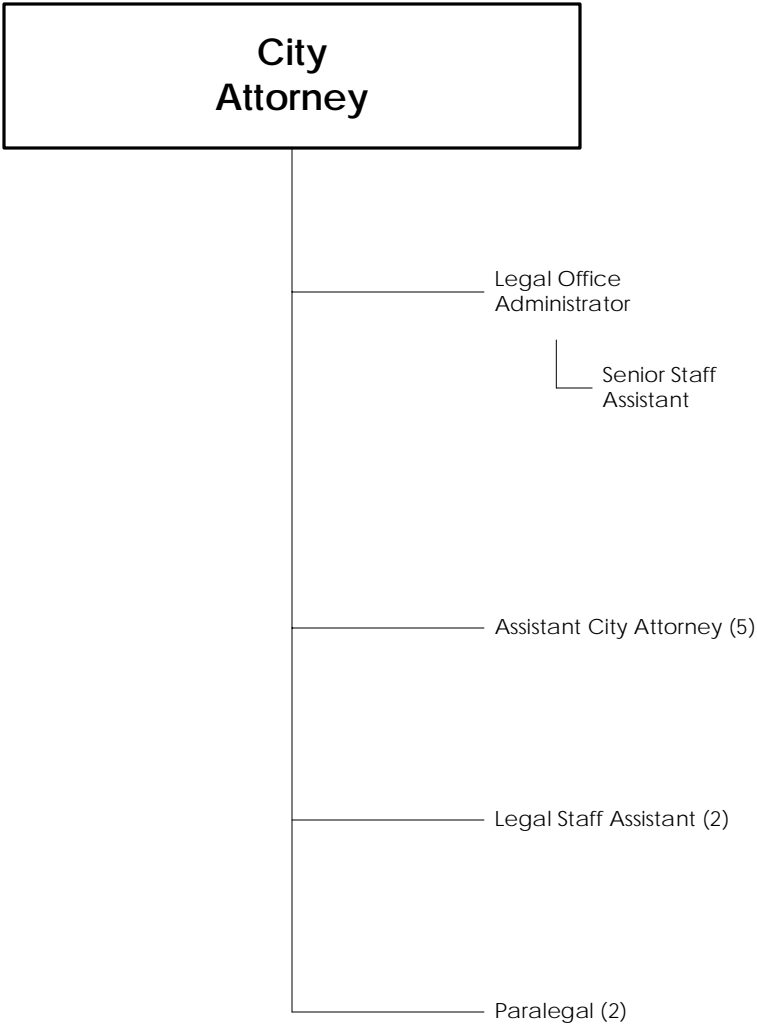 City
Attorney
Legal Office
Administrator
Senior Staff
Assistant
Assistant City Attorney (5)
Legal Staff Assistant (2)
Paralegal (2)